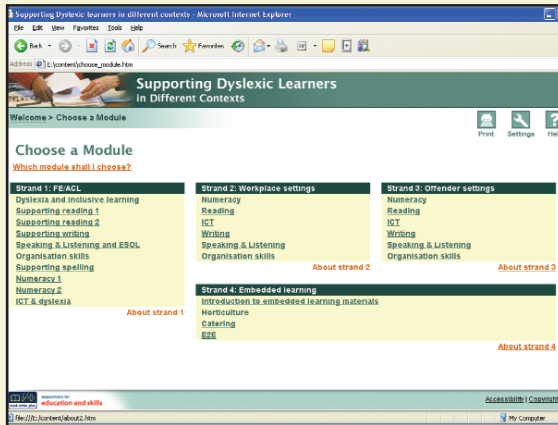 Supporting Dyslexic learners in different contexts - Microsoft Internet Explorer
File Edit View Favorites Tools Help
Back Search Favorites
Address E:\content\choose_module.htm
Supporting Dyslexic Learners
in Different Contexts
Welcome > Choose a Module
Print Settings Hel
Choose a Module
Which module shall I choose?
Strand 1: FE/ACL
Dyslexia and inclusive learning
Supporting reading 1
Supporting reading 2
Supporting writing
Speaking & Listening and ESOL
Organisation skills
Supporting spelling
Numeracy 1
Numeracy 2
ICT & dyslexia
About strand 1
Strand 2: Workplace settings
Numeracy
Reading
ICT
Writing
Speaking & Listening
Organisation skills
About strand 2
Strand 3: Offender settings
Numeracy
Reading
ICT
Writing
Speaking & Listening
Organisation skills
About strand 3
Strand 4: Embedded learning
Introduction to embedded learning materials
Horticulture
Catering
E2E
About strand 4
department for
education and skills
Accessibility | Copyright
file:///E:/content/about2.htm
My Computer